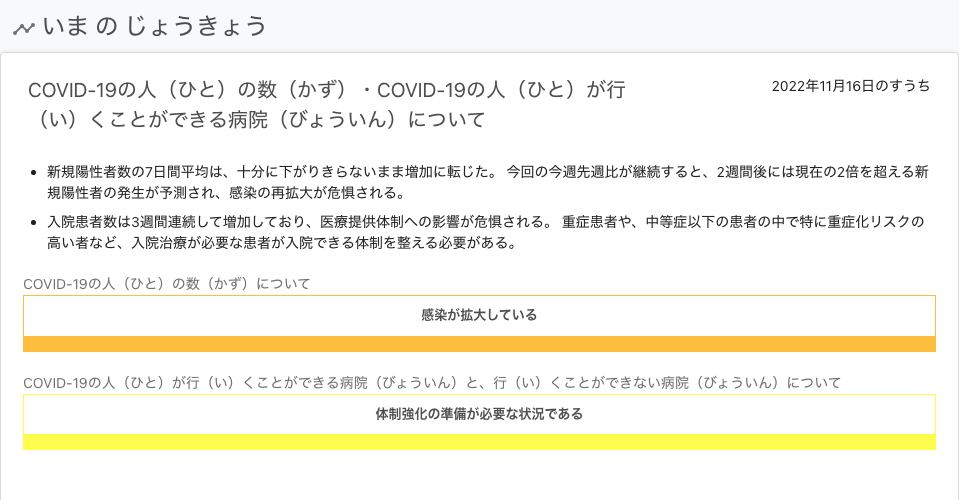 いま の じょうきょう
COVID-19の人（ひと）の数（かず）・COVID-19の人（ひと）が行
（い）くことができる病院（びょういん）について
2022年11月16日のすうち
• 新規陽性者数の7日間平均は、十分に下がりきらないまま増加に転じた。 今回の今週先週比が継続すると、2週間後には現在の2倍を超える新
規陽性者の発生が予測され、感染の再拡大が危惧される。
• 入院患者数は3週間連続して増加しており、医療提供体制への影響が危惧される。 重症患者や、中等症以下の患者の中で特に重症化リスクの
高い者など、入院治療が必要な患者が入院できる体制を整える必要がある。
COVID-19の人（ひと）の数（かず）について
感染が拡大している
COVID-19の人（ひと）が行（い）くことができる病院（びょういん）と、行（い）くことができない病院（びょういん）について
体制強化の準備が必要な状況である